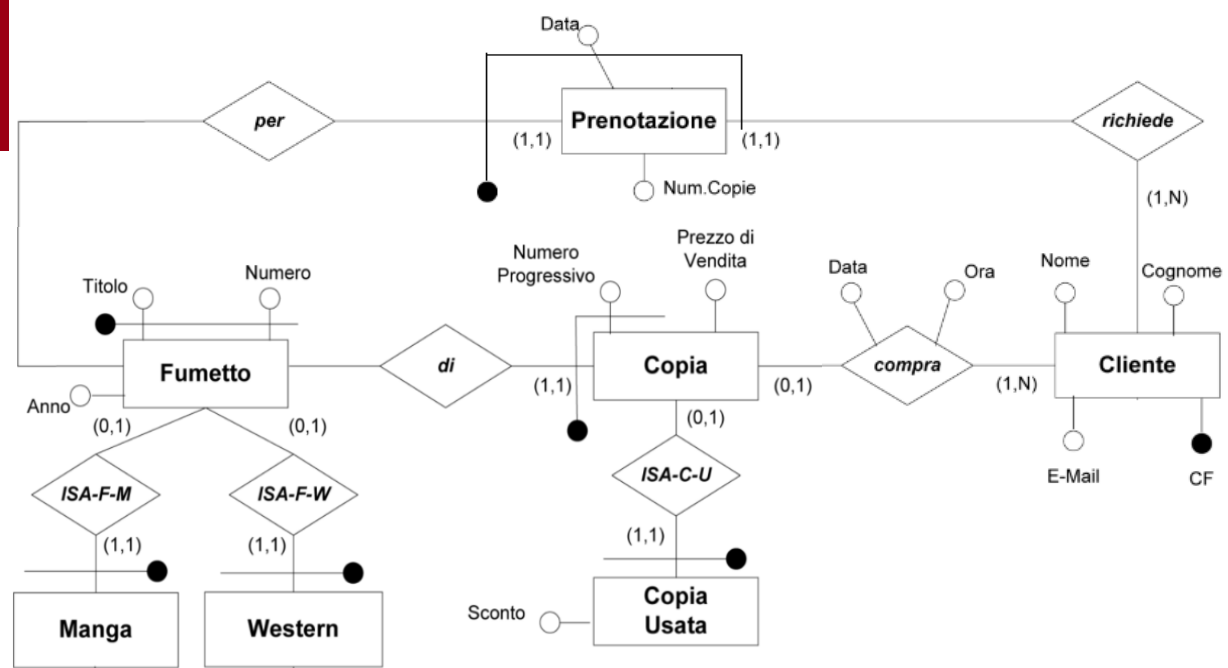 Data
per
Prenotazione
richiede
(1,1)
(1,1)
Num.Copie
(1,N)
Titolo
Numero
Numero
Progressivo
Prezzo di
Vendita
Data
Ora
Nome
Cognome
Fumetto
di
Copia
compra
Cliente
(1,1)
(0,1)
(1,N)
Anno
(0,1)
(0,1)
(0,1)
ISA-F-M
ISA-F-W
ISA-C-U
E-Mail
CF
(1,1)
(1,1)
(1,1)
Manga
Western
Sconto
Copia
Usata